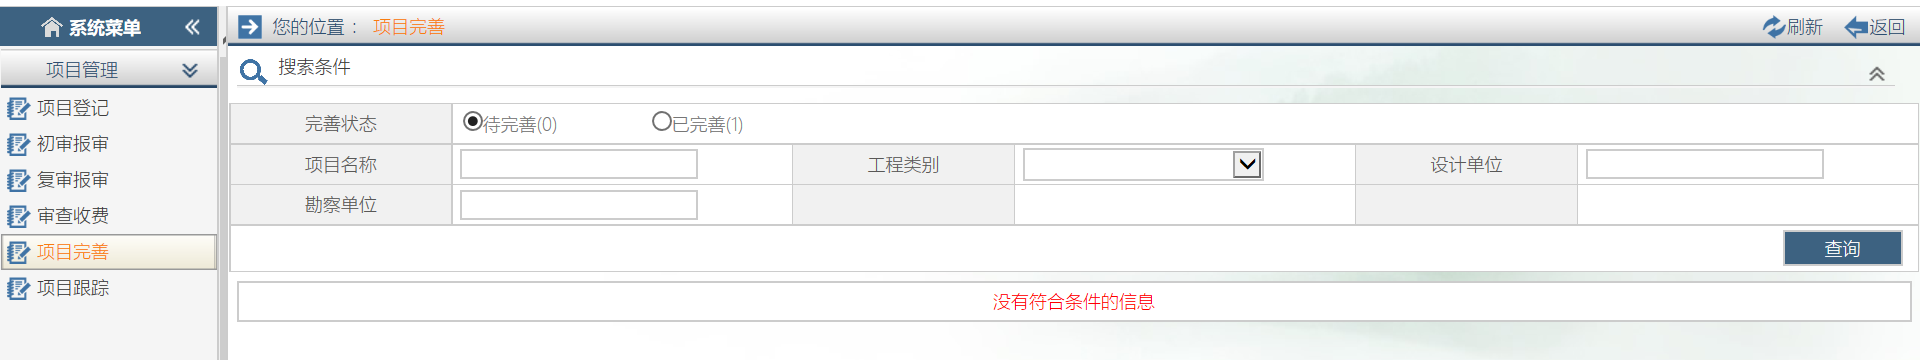 系统菜单
您的位置： 项目完善
刷新 返回
项目管理
搜索条件
项目登记
初审报审
复审报审
审查收费
项目完善
项目跟踪
完善状态 待完善(0) 已完善(1)
项目名称 工程类别 设计单位
勘察单位
查询
没有符合条件的信息